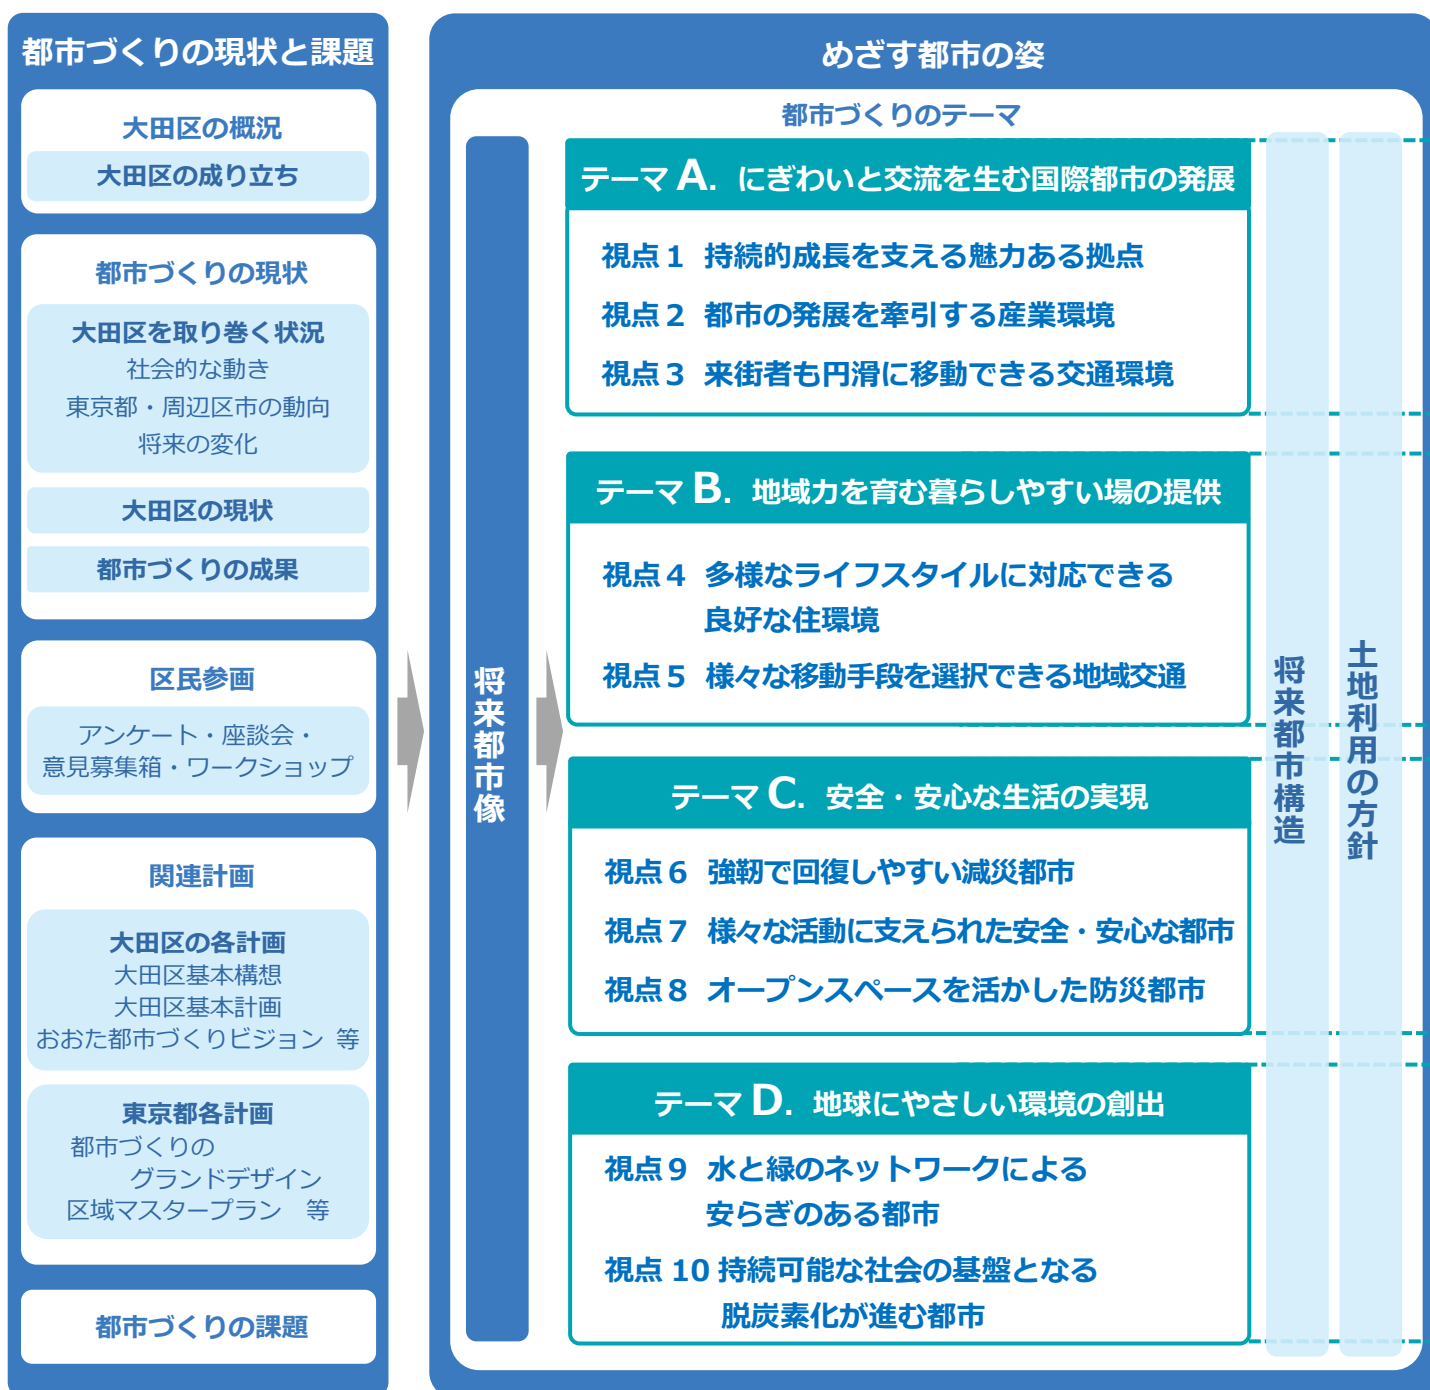 都市づくりの現状と課題
大田区の概況
大田区の成り立ち
都市づくりの現状
大田区を取り巻く状況
社会的な動き
東京都・周辺区市の動向
将来の変化
大田区の現状
都市づくりの成果
区民参画
アンケート・座談会・
意見募集箱・ワークショップ
関連計画
大田区の各計画
大田区基本構想
大田区基本計画
おおた都市づくりビジョン 等
東京都各計画
都市づくりの
グランドデザイン
区域マスタープラン 等
都市づくりの課題
めざす都市の姿
将来都市像
都市づくりのテーマ
テーマ A. にぎわいと交流を生む国際都市の発展
視点1 持続的成長を支える魅力ある拠点
視点2 都市の発展を牽引する産業環境
視点3 来街者も円滑に移動できる交通環境
テーマ B. 地域力を育む暮らしやすい場の提供
視点4 多様なライフスタイルに対応できる
良好な住環境
視点5 様々な移動手段を選択できる地域交通
テーマ C. 安全・安心な生活の実現
視点6 強靭で回復しやすい減災都市
視点7 様々な活動に支えられた安全・安心な都市
視点8 オープンスペースを活かした防災都市
テーマ D. 地球にやさしい環境の創出
視点9 水と緑のネットワークによる
安らぎのある都市
視点 10 持続可能な社会の基盤となる
脱炭素化が進む都市
将来都市構造
土地利用の方針